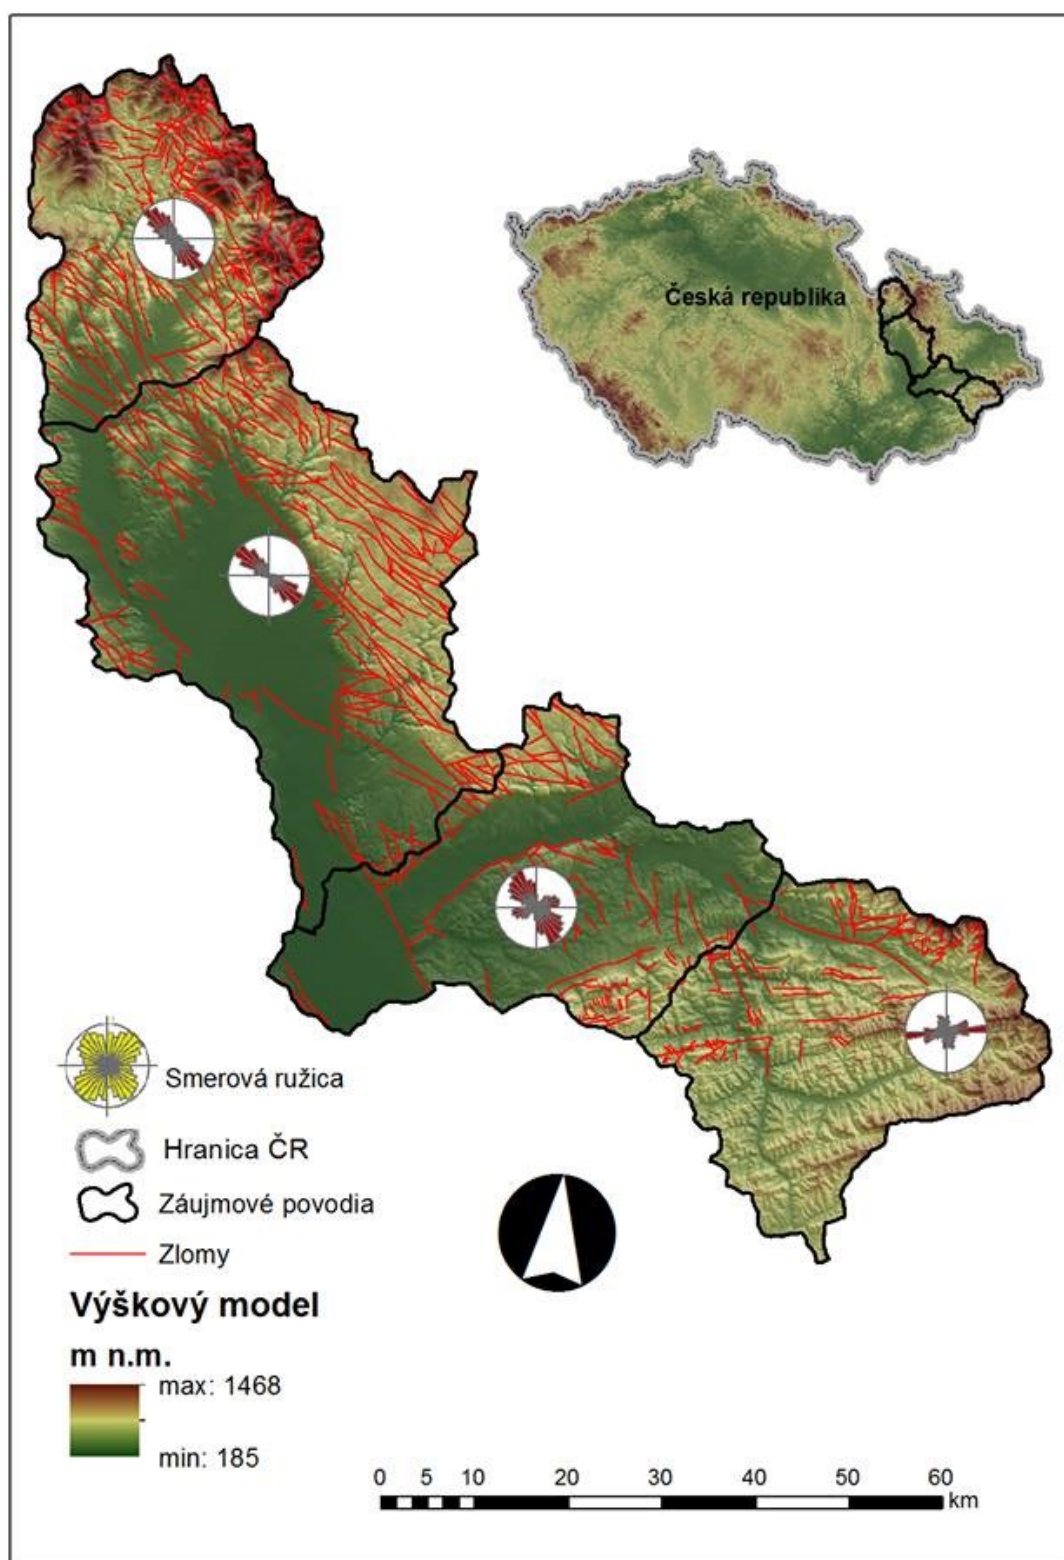 Česká republika
Smerová ružica
Hranica ČR
Záujmové povodia
Zlomy
Výškový model
m n.m.
max: 1468
min: 185
0 5 10 20 30 40 50 60
km